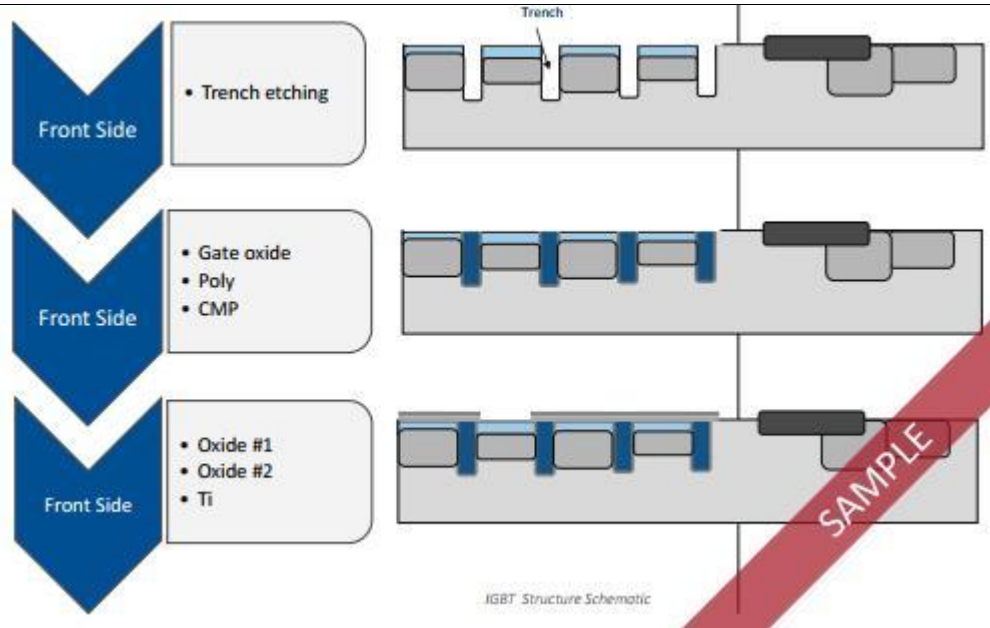 Trench
Front Side
• Trench etching
Front Side
• Gate oxide
• Poly
• CMP
Front Side
• Oxide #1
• Oxide #2
• Ti
SAMPLE
IGBT Structure Schematic